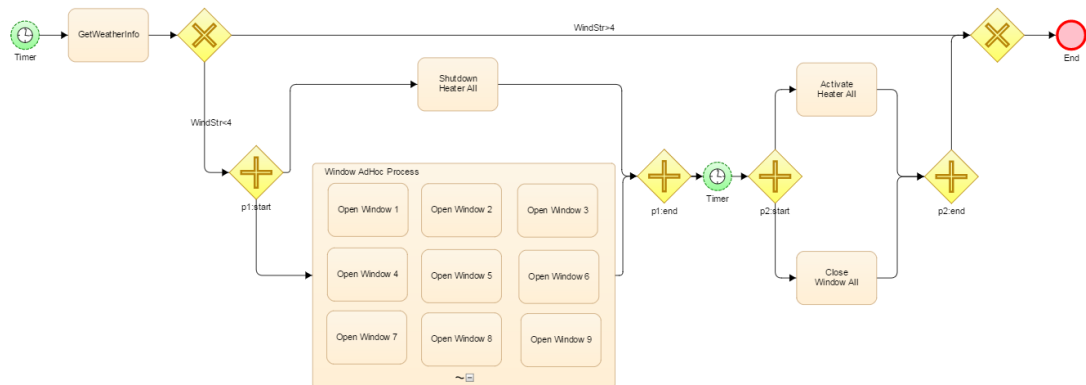 Timer
GetWeatherInfo
WindStr>4
WindStr<4
p1:start
Shutdown
Heater All
Window AdHoc Process
Open Window 1
Open Window 2
Open Window 3
Open Window 4
Open Window 5
Open Window 6
Open Window 7
Open Window 8
Open Window 9
p1:end
Timer
p2:start
Activate
Heater All
Close
Window All
p2:end
End